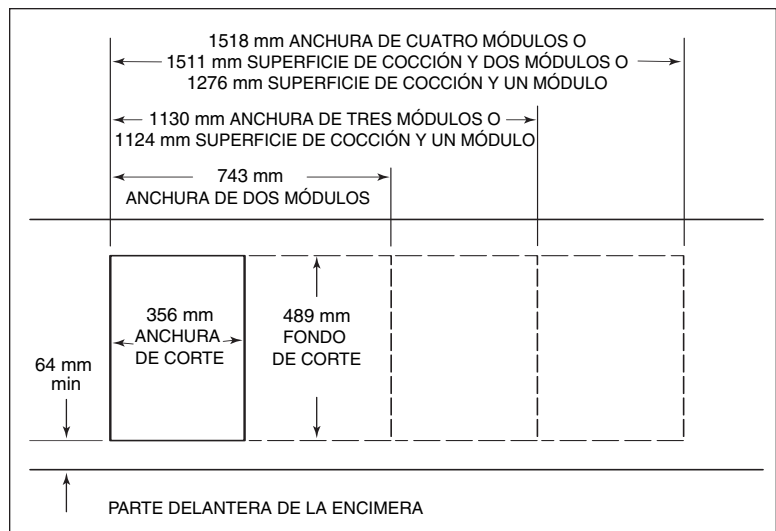 1518 mm ANCHURA DE CUATRO MÓDULOS O
1511 mm SUPERFICIE DE COCCIÓN Y DOS MÓDULOS O
1276 mm SUPERFICIE DE COCCIÓN Y UN MÓDULO
1130 mm ANCHURA DE TRES MÓDULOS O
1124 mm SUPERFICIE DE COCCIÓN Y UN MÓDULO
743 mm
ANCHURA DE DOS MÓDULOS
356 mm
ANCHURA
DE CORTE
489 mm
FONDO
DE CORTE
64 mm
min
PARTE DELANTERA DE LA ENCIMERA